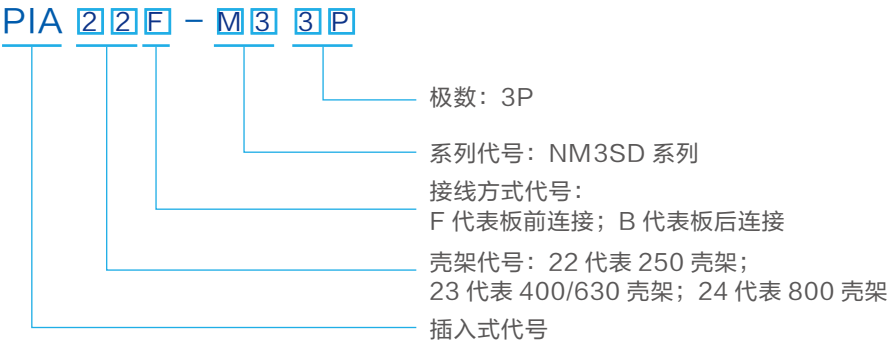 PIA 22F - M3 3P
极数：3P
系列代号：NM3SD 系列
接线方式代号：
F 代表板前连接；B 代表板后连接
壳架代号：22 代表 250 壳架；
23 代表 400/630 壳架；24 代表 800 壳架
插入式代号